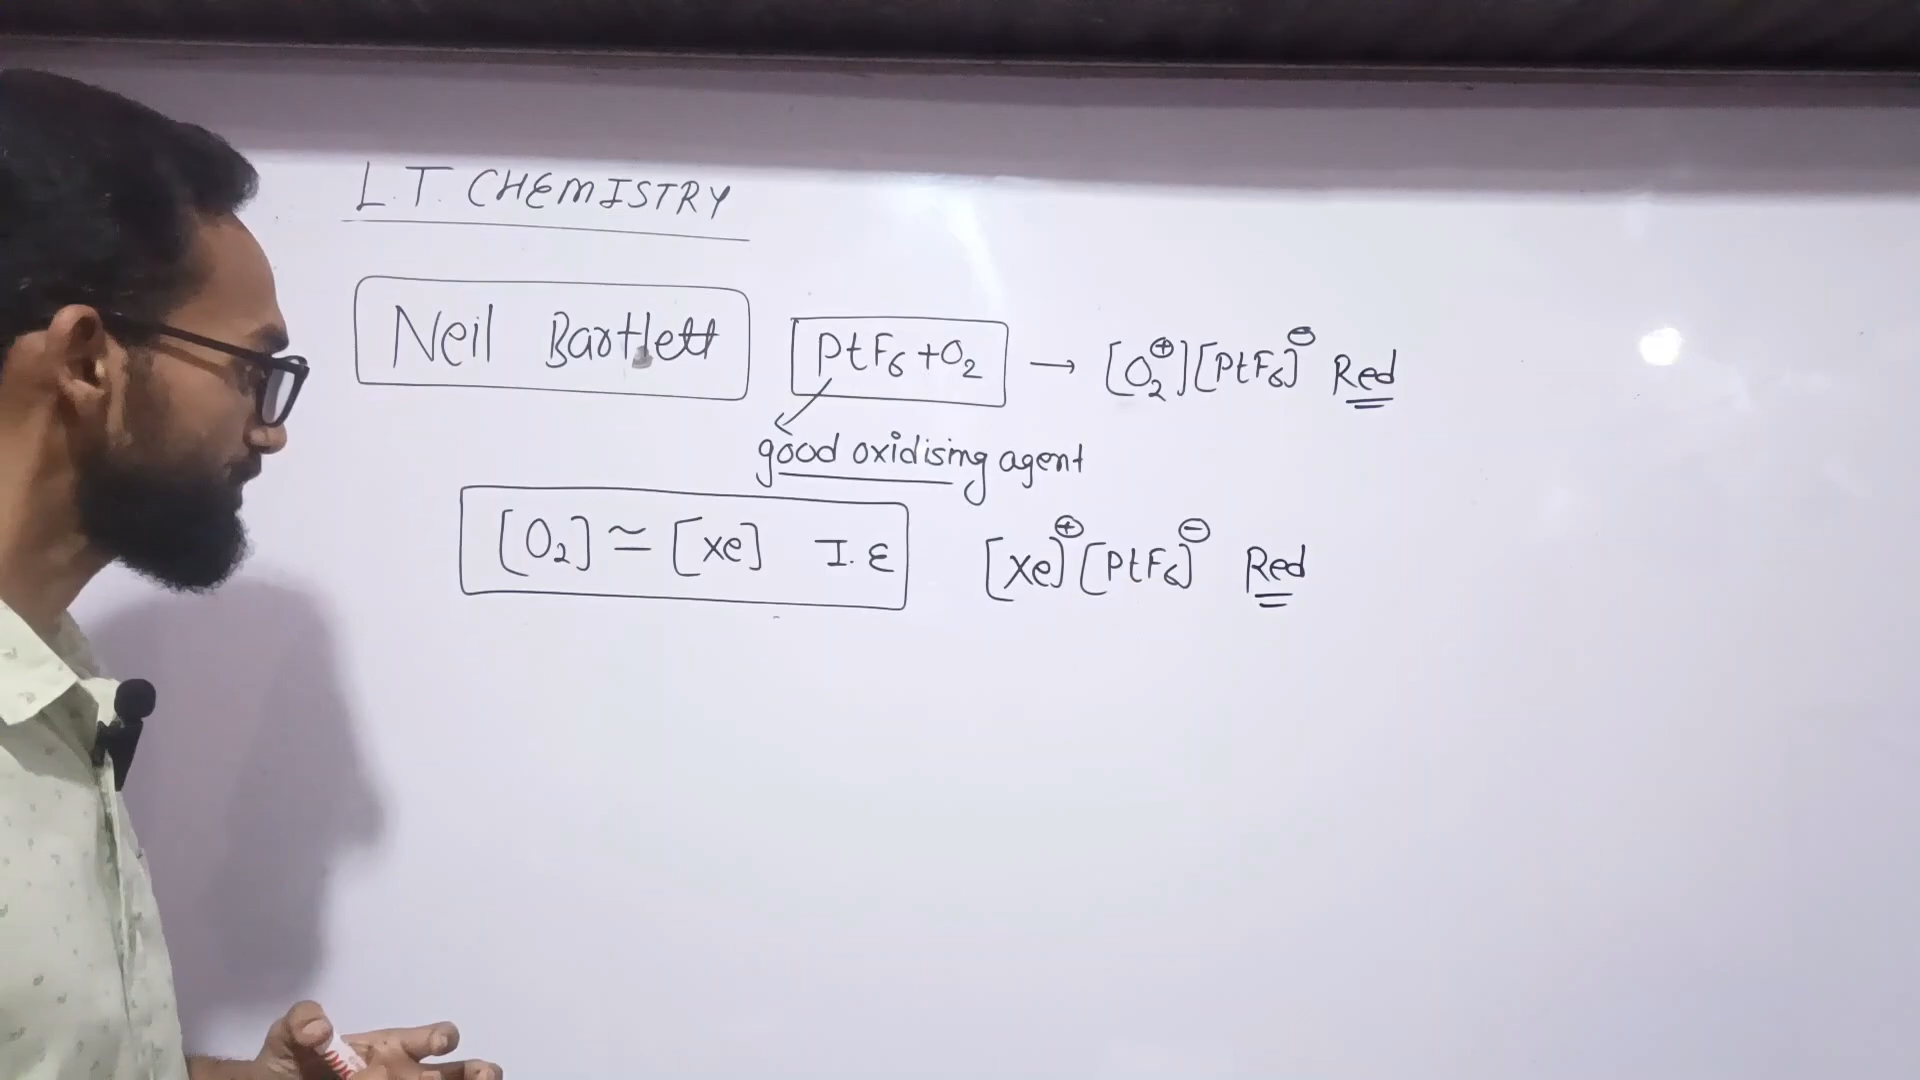 L.T. CHEMISTRY
Neil Bartlett PtF₆ + O₂ → [O₂⊕][PtF₆]⊖ Red
good oxidising agent
[O₂] ≃ [xe] I.E [xe]⊕[PtF₆]⊖ Red